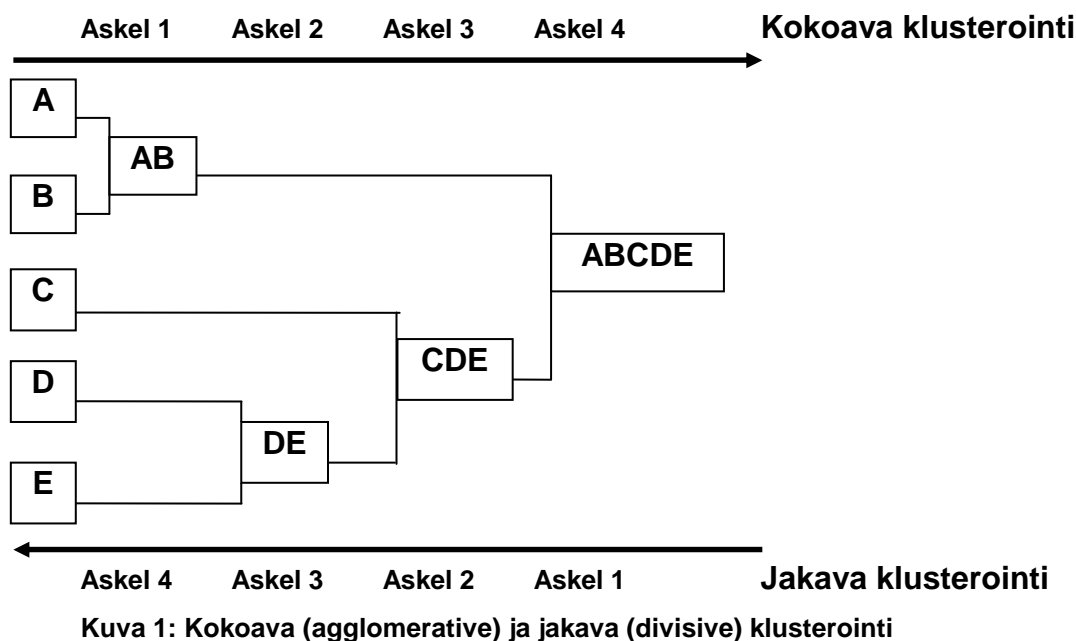 Askel 1 Askel 2 Askel 3 Askel 4 Kokoava klusterointi
A
AB
B
ABCDE
C
CDE
D
DE
E
Askel 4 Askel 3 Askel 2 Askel 1 Jakava klusterointi
Kuva 1: Kokoava (agglomerative) ja jakava (divisive) klusterointi